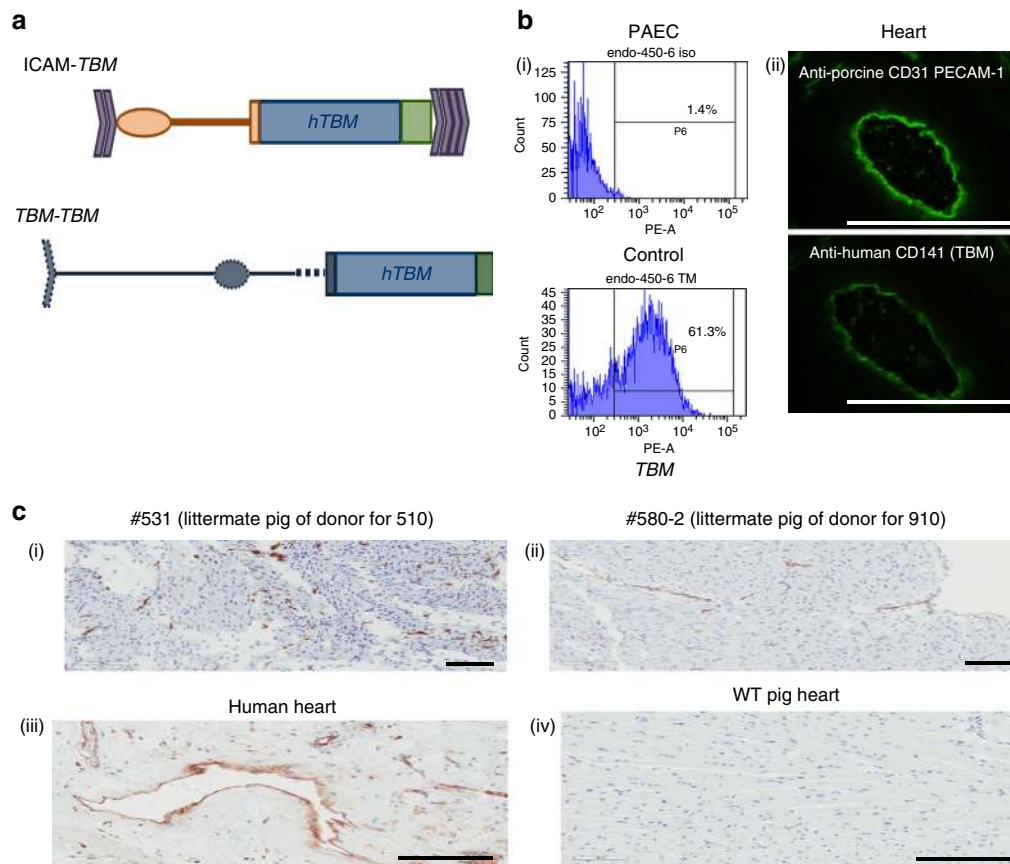 a
ICAM-TBM
hTBM
TBM-TBM
hTBM
b
PAEC
(i)
endo-450-6 iso
125
100
75
50
25
0
Count
1.4%
P6
10²
10³
10⁴
10⁵
PE-A
Control
endo-450-6 TM
45
40
35
30
25
20
15
10
5
0
Count
61.3%
P6
10²
10³
10⁴
10⁵
PE-A
TBM
Heart
(ii)
Anti-porcine CD31 PECAM-1
Anti-human CD141 (TBM)
c
#531 (littermate pig of donor for 510)
(i)
#580-2 (littermate pig of donor for 910)
(ii)
Human heart
(iii)
WT pig heart
(iv)